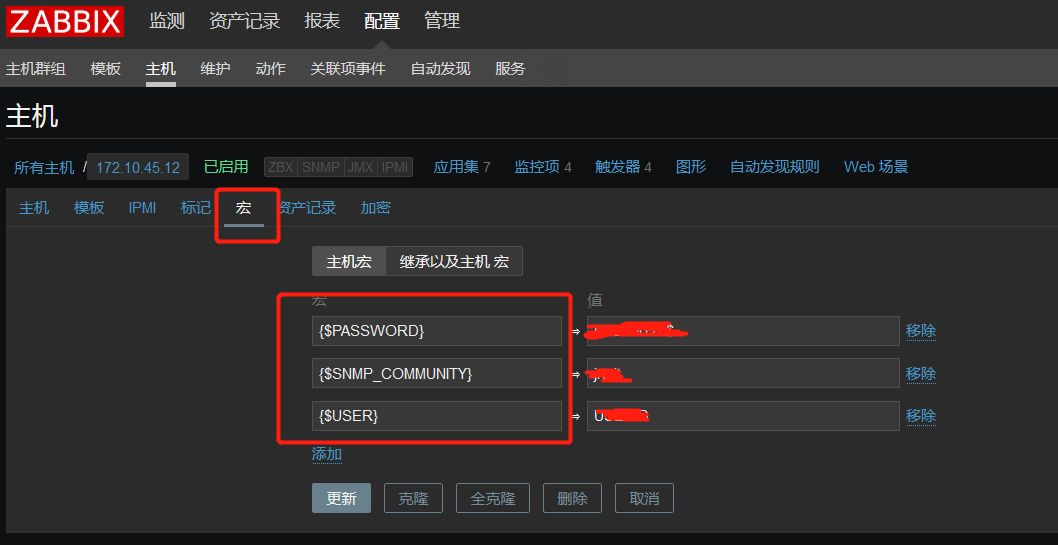 ZABBIX 监测 资产记录 报表 配置 管理
主机群组 模板 主机 维护 动作 关联项事件 自动发现 服务
主机
所有主机 / 172.10.45.12 已启用 ZBX SNMP JMX IPMI 应用集 7 监控项 4 触发器 4 图形 自动发现规则 Web 场景
主机 模板 IPMI 标记 宏 资产记录 加密
主机宏 继承以及主机 宏
宏 值
{$PASSWORD} ⇒ 移除
{$SNMP_COMMUNITY} ⇒ 移除
{$USER} ⇒ 移除
添加
更新 克隆 全克隆 删除 取消